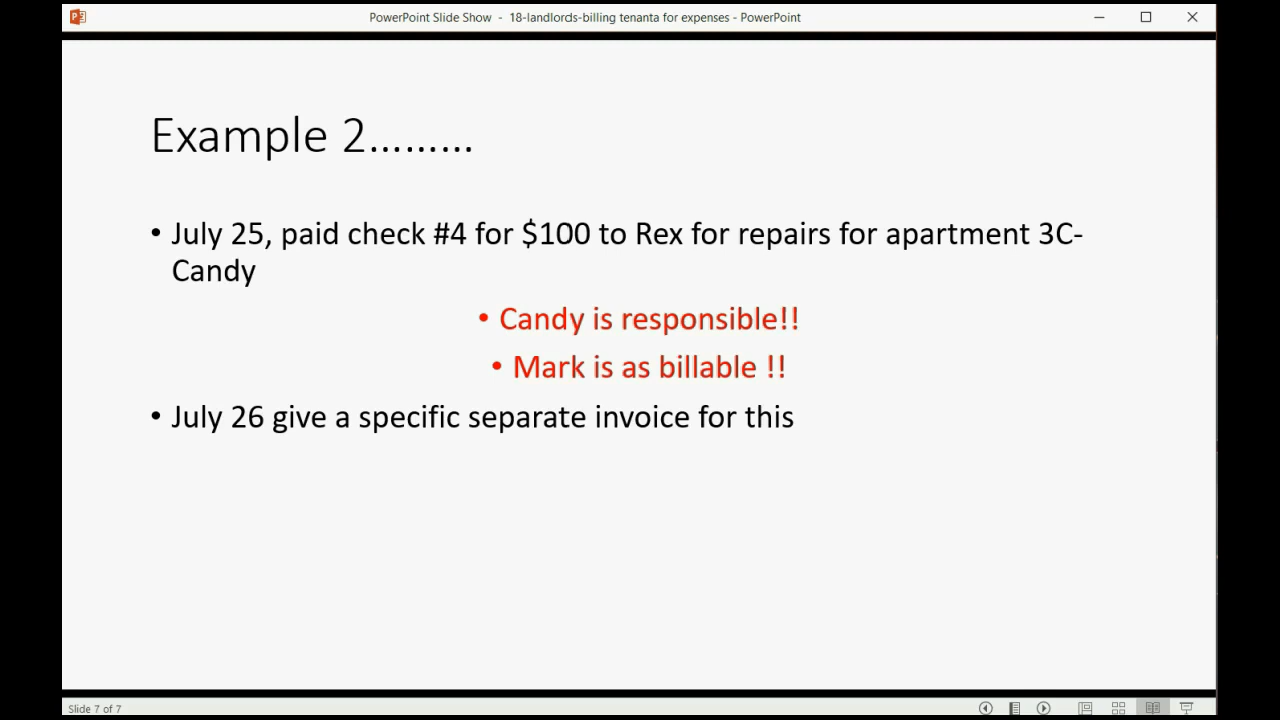 PowerPoint Slide Show - 18-landlords-billing tenanta for expenses - PowerPoint
Example 2.........
• July 25, paid check #4 for $100 to Rex for repairs for apartment 3C-
Candy
• Candy is responsible!!
• Mark is as billable !!
• July 26 give a specific separate invoice for this
Slide 7 of 7